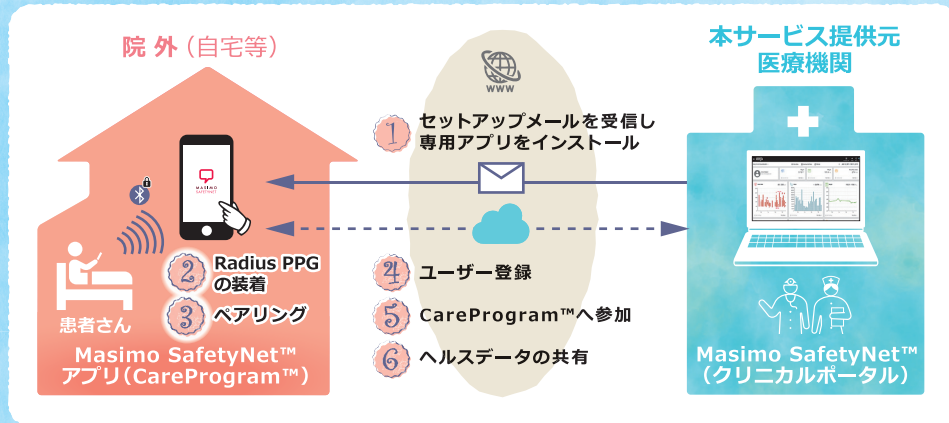 院 外（自宅等）
本サービス提供元
医療機関
WWW
1 セットアップメールを受信し
専用アプリをインストール
MASIMO
SAFETYNET
2 Radius PPG
の装着
3 ペアリング
患者さん
Masimo SafetyNet™
アプリ（CareProgram™）
4 ユーザー登録
5 CareProgram™へ参加
6 ヘルスデータの共有
Masimo SafetyNet™
（クリニカルポータル）